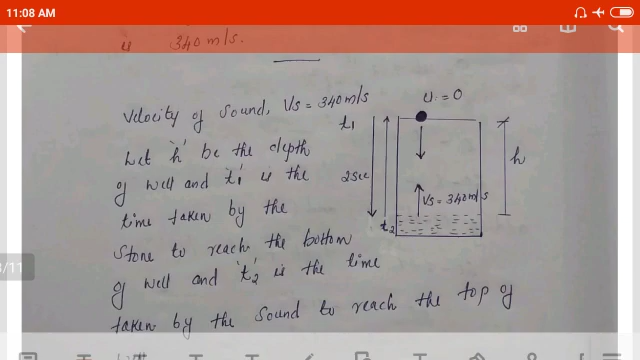 11:08 AM
is 340 m/s.
Velocity of Sound, Vs = 340 m/s
Let 'h' be the depth
of well and 't₁' is the
time taken by the
Stone to reach the bottom
of well and 't₂' is the time
taken by the Sound to reach the top of
U = 0
t₁
2sec
h
Vs = 340 m/s
t₂
/11